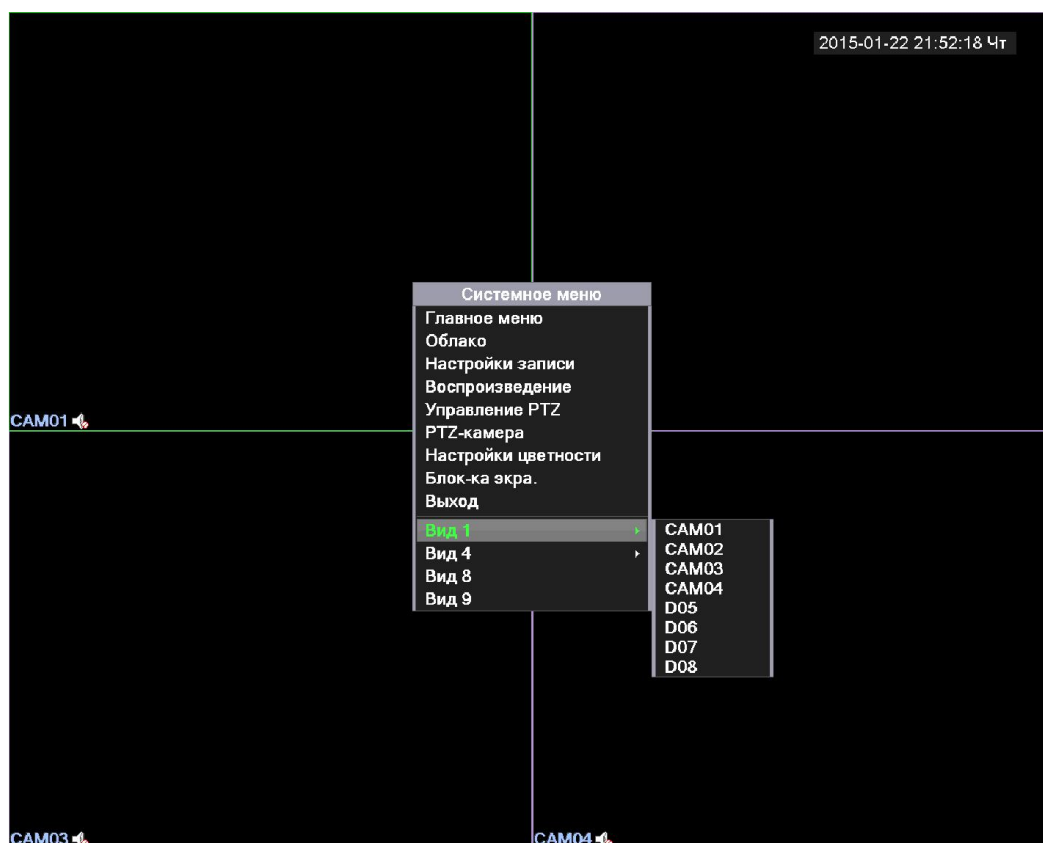 2015-01-22 21:52:18 Чт
Системное меню
Главное меню
Облако
Настройки записи
Воспроизведение
Управление PTZ
CAM01
PTZ-камера
Настройки цветности
Блок-ка экра.
Выход
Вид 1
Вид 4
Вид 8
Вид 9
CAM01
CAM02
CAM03
CAM04
D05
D06
D07
D08
CAM03
CAM04